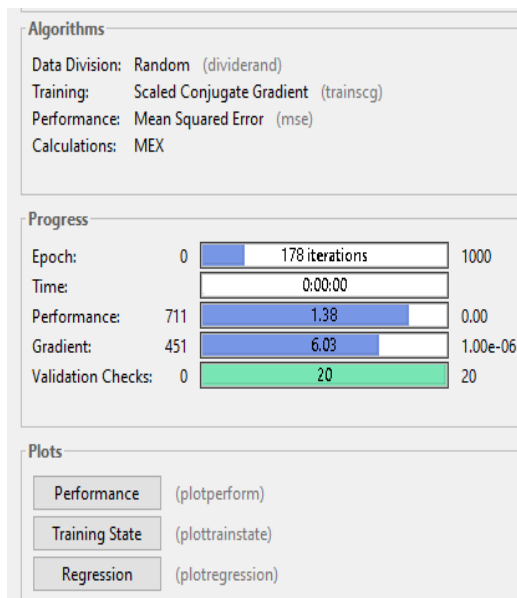 Algorithms
Data Division: Random (dividerand)
Training: Scaled Conjugate Gradient (trainscg)
Performance: Mean Squared Error (mse)
Calculations: MEX
Progress
Epoch: 0 178 iterations 1000
Time: 0:00:00
Performance: 711 1.38 0.00
Gradient: 451 6.03 1.00e-06
Validation Checks: 0 20 20
Plots
Performance (plotperform)
Training State (plottrainstate)
Regression (plotregression)